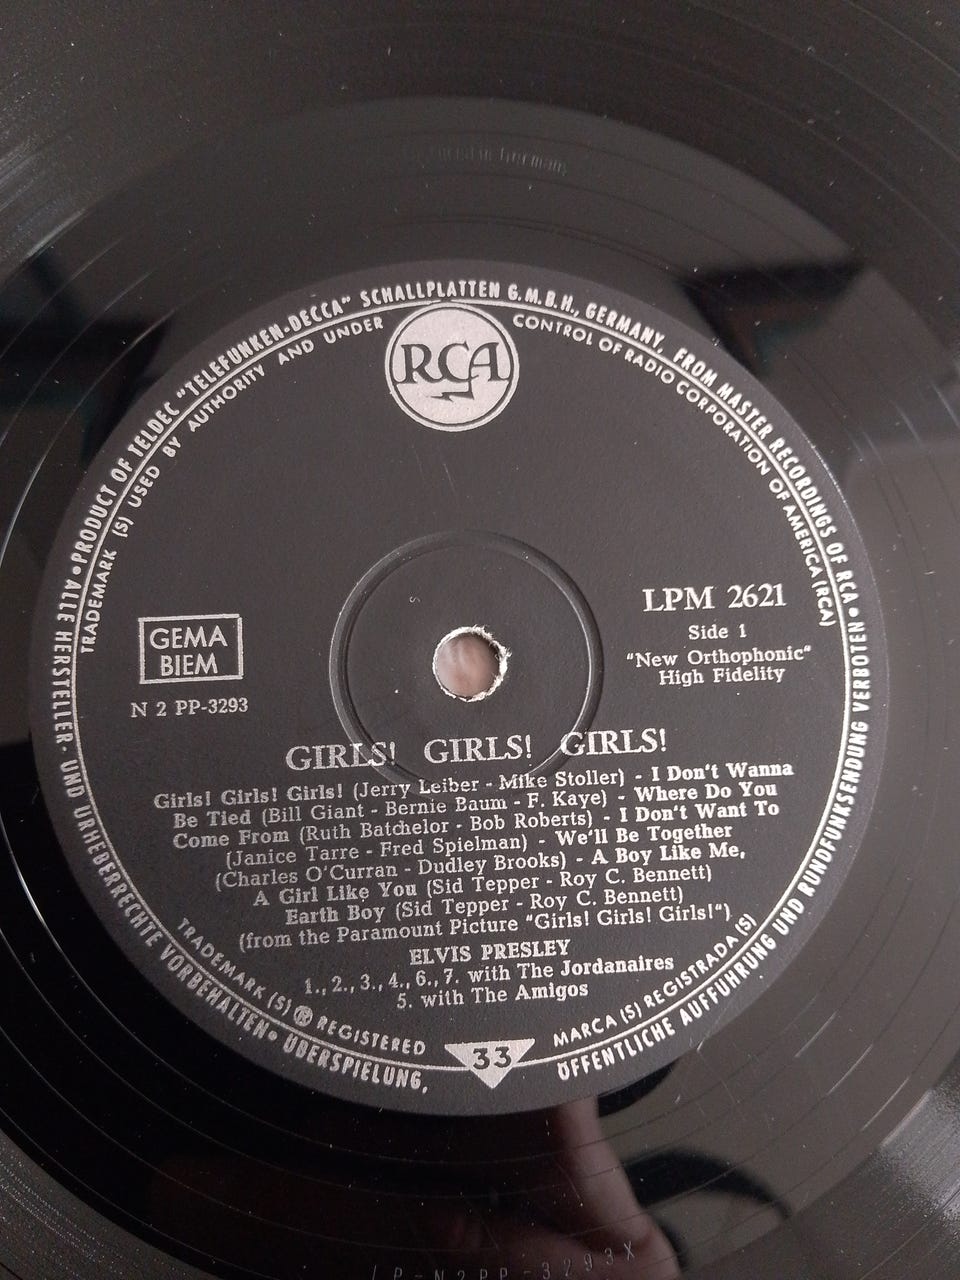 Made in Germany
• PRODUCT OF TELDEC "TELEFUNKEN-DECCA" SCHALLPLATTEN G.M.B.H., GERMANY, FROM MASTER RECORDINGS OF RCA •
TRADEMARK (S) USED BY AUTHORITY AND UNDER CONTROL OF RADIO CORPORATION OF AMERICA (RCA)
RCA
LPM 2621
Side 1
"New Orthophonic"
High Fidelity
GEMA
BIEM
N 2 PP-3293
GIRLS! GIRLS! GIRLS!
Girls! Girls! Girls! (Jerry Leiber - Mike Stoller) - I Don't Wanna
Be Tied (Bill Giant - Bernie Baum - F. Kaye) - Where Do You
Come From (Ruth Batchelor - Bob Roberts) - I Don't Want To
(Janice Tarre - Fred Spielman) - We'll Be Together
(Charles O'Curran - Dudley Brooks) - A Boy Like Me,
A Girl Like You (Sid Tepper - Roy C. Bennett)
Earth Boy (Sid Tepper - Roy C. Bennett)
(from the Paramount Picture "Girls! Girls! Girls!")
ELVIS PRESLEY
1., 2., 3., 4., 6., 7. with The Jordanaires
5. with The Amigos
TRADEMARK (S) ® REGISTERED
MARCA (S) REGISTRADA (S)
33
ALLE HERSTELLER- UND URHEBERRECHTE VORBEHALTEN • ÜBERSPIELUNG,
ÖFFENTLICHE AUFFÜHRUNG UND RUNDFUNKSENDUNG VERBOTEN
LP-N2PP-3293X